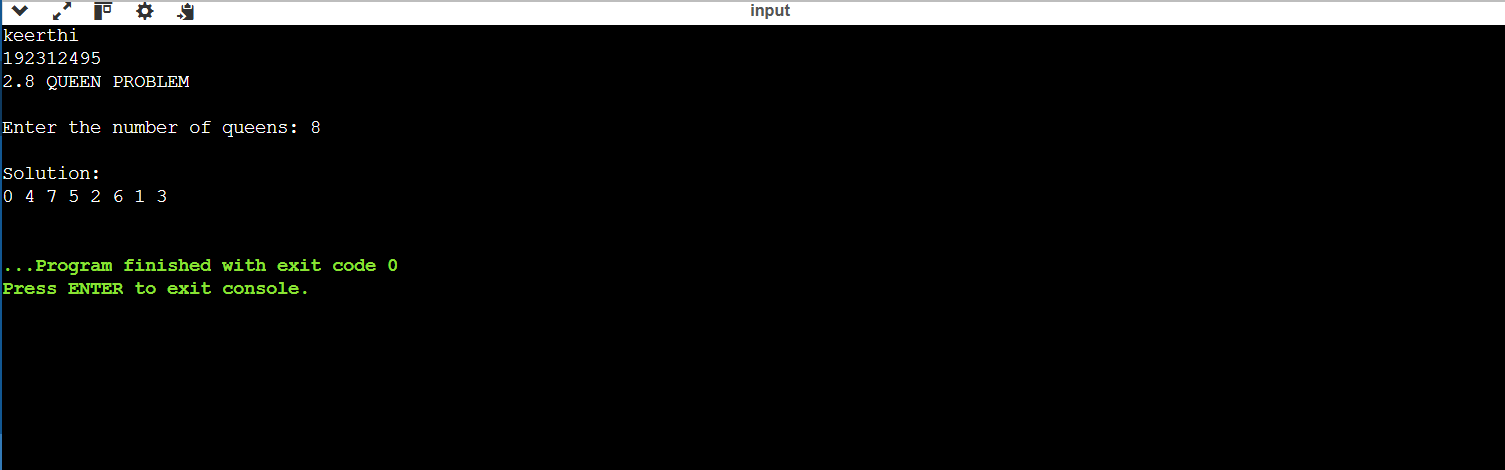 input
keerthi
192312495
2.8 QUEEN PROBLEM
Enter the number of queens: 8
Solution:
0 4 7 5 2 6 1 3
...Program finished with exit code 0
Press ENTER to exit console.